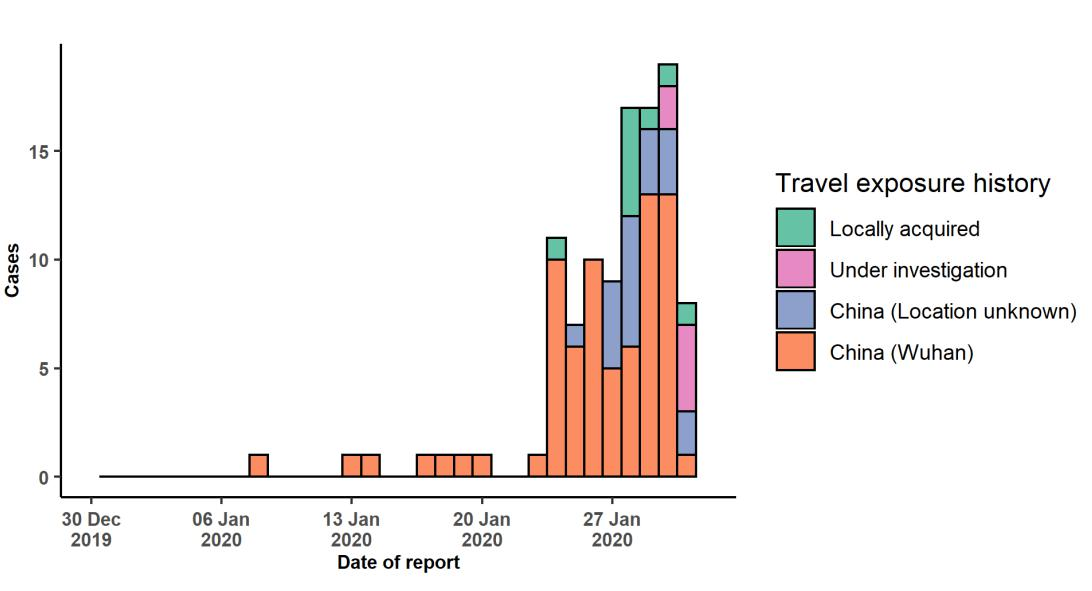 15
10
5
0
Cases
30 Dec
2019
06 Jan
2020
13 Jan
2020
20 Jan
2020
27 Jan
2020
Date of report
Travel exposure history
Locally acquired
Under investigation
China (Location unknown)
China (Wuhan)